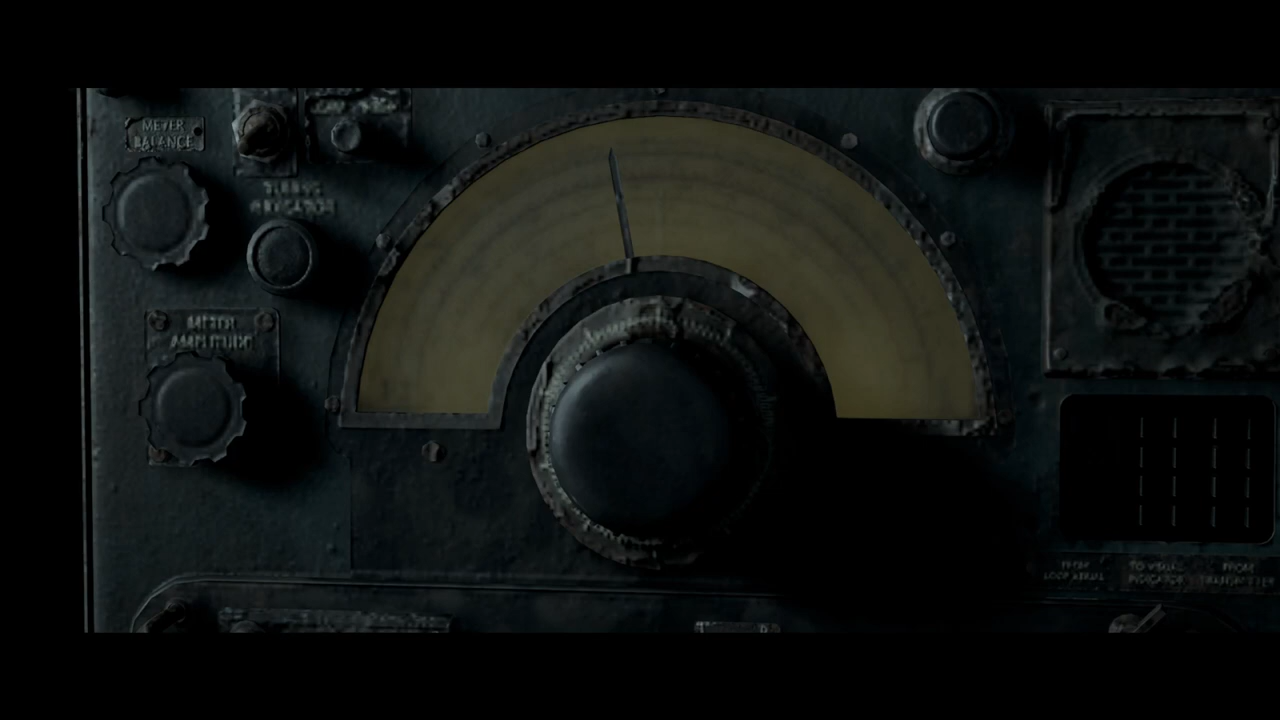 METER
BALANCE
TUNING
INDICATOR
METER
AMPLITUDE
FROM
LOOP AERIAL
TO VISUAL
INDICATOR
FROM
TRANSMITTER